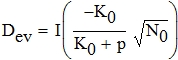 D_ev = I( (-K_0)/(K_0 + p) √N_0 )